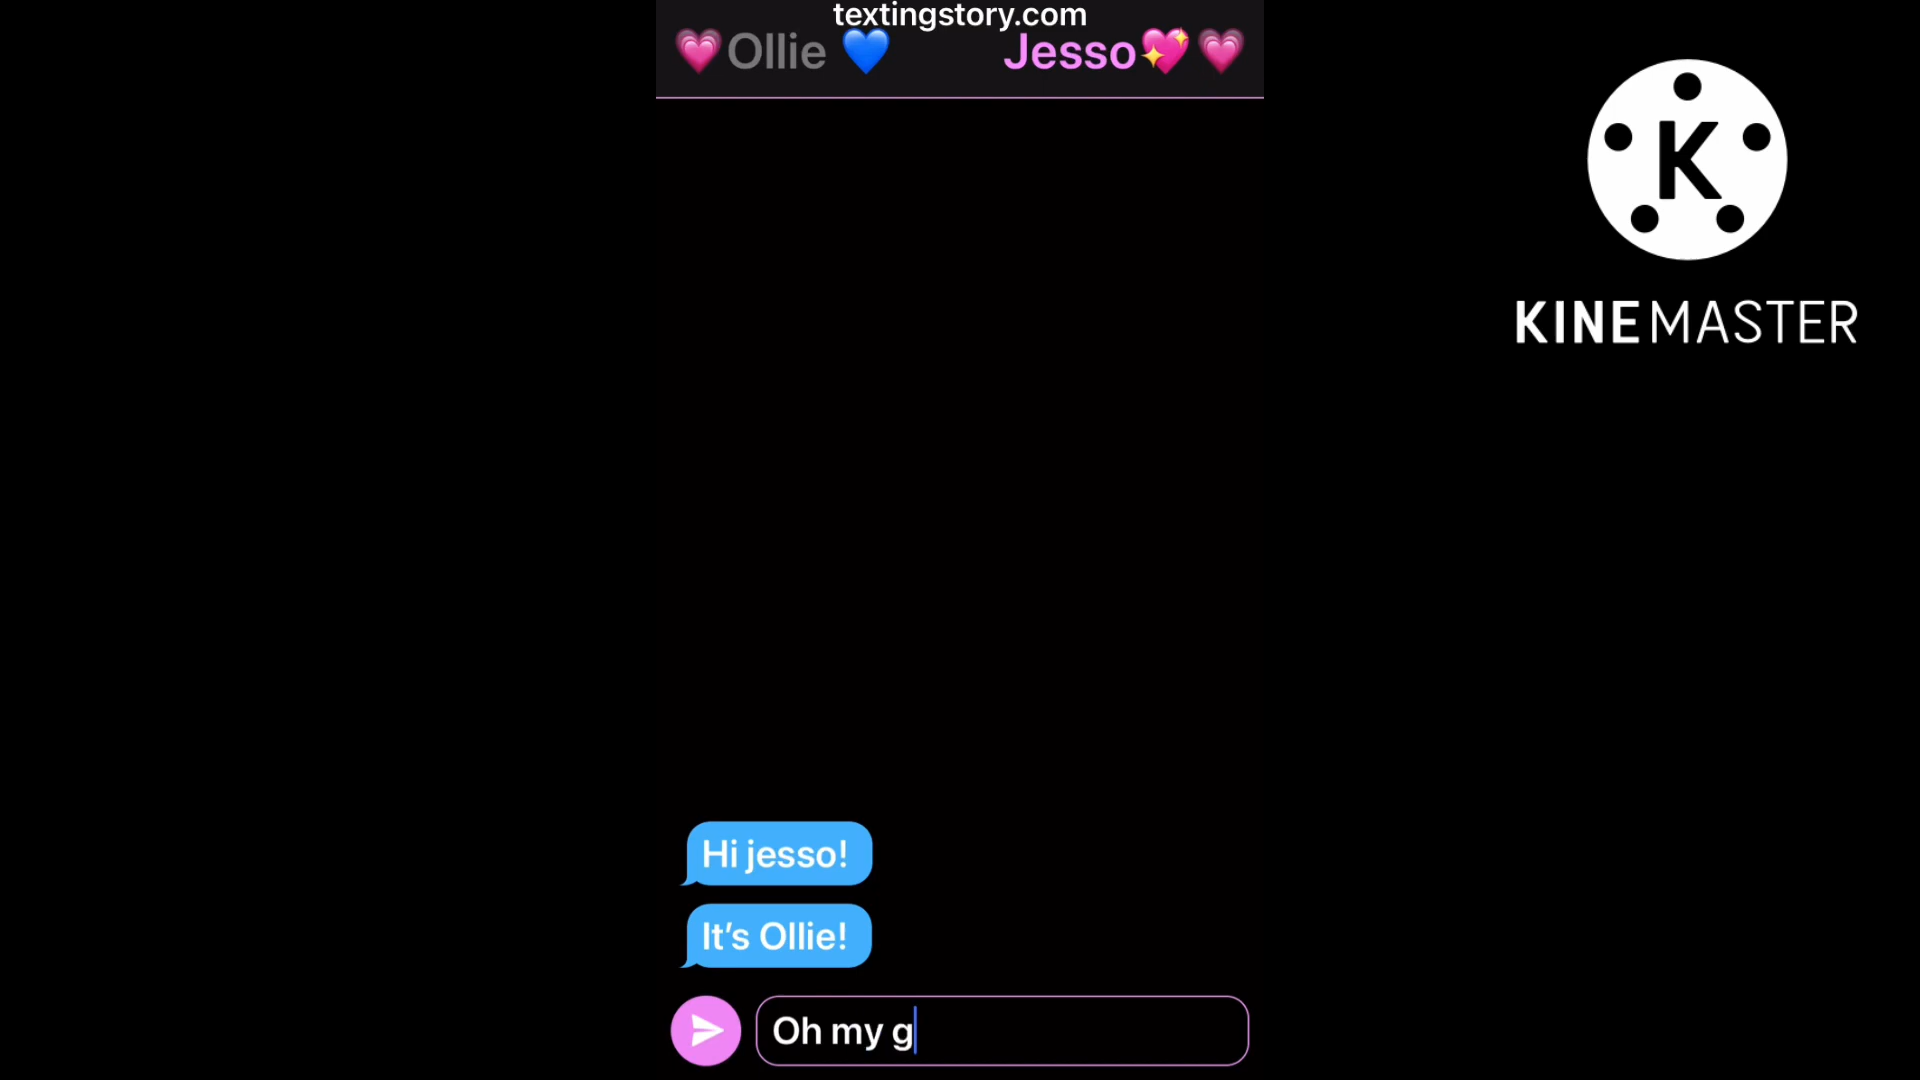 textingstory.com
💗Ollie 💙 Jesso💖💗
K
KINEMASTER
Hi jesso!
It’s Ollie!
Oh my g